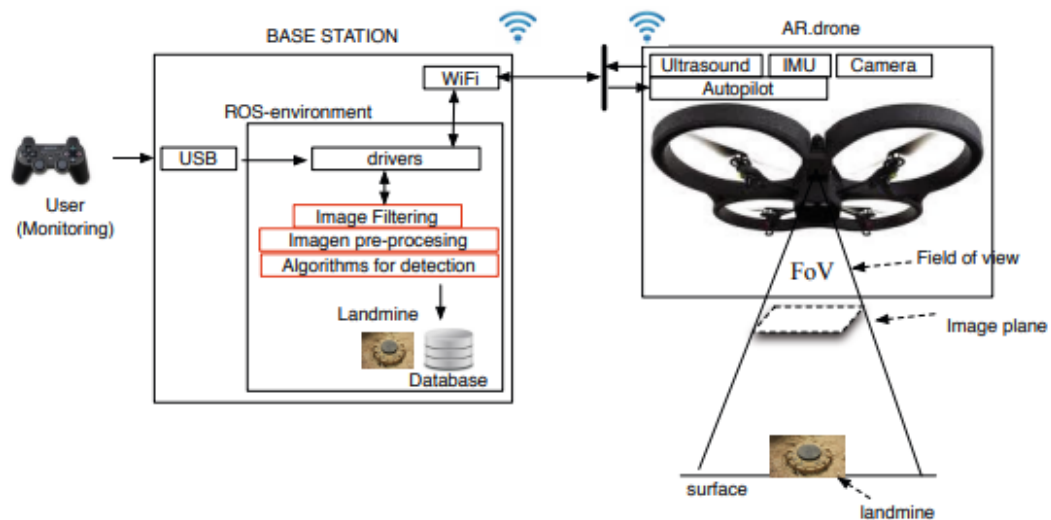 BASE STATION
AR.drone
WiFi
Ultrasound
IMU
Camera
Autopilot
ROS-environment
USB
drivers
User
(Monitoring)
Image Filtering
Imagen pre-procesing
Algorithms for detection
Landmine
Database
FoV
Field of view
Image plane
surface
landmine